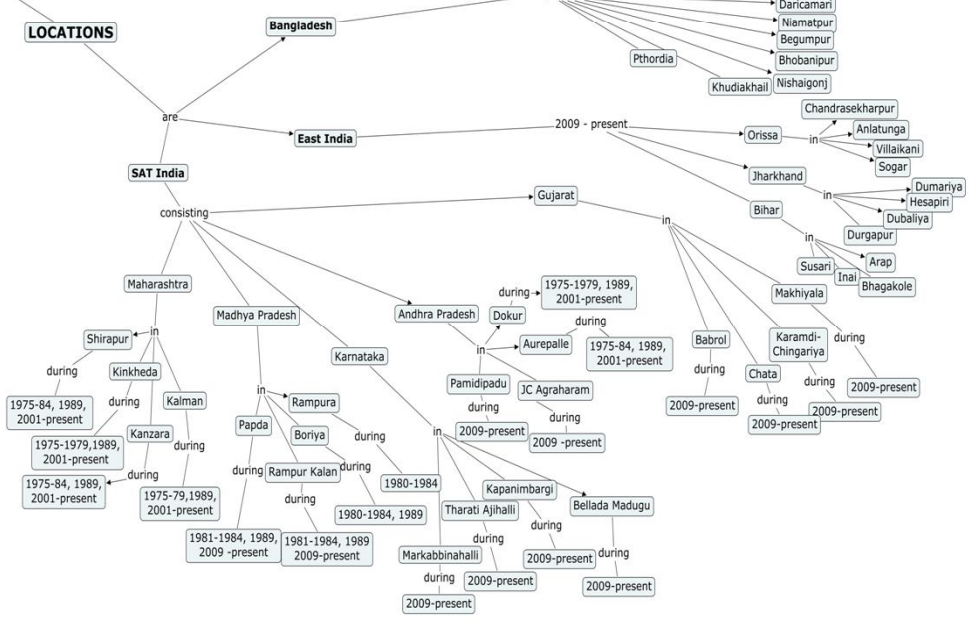 LOCATIONS
are
Bangladesh
Daricamari
Niamatpur
Begumpur
Bhobanipur
Nishaigonj
Khudiakhail
Pthordia
East India
2009 - present
Orissa
in
Chandrasekharpur
Anlatunga
Villaikani
Sogar
Jharkhand
in
Dumariya
Hesapiri
Dubaliya
Durgapur
Bihar
in
Arap
Bhagakole
Inai
Susari
SAT India
consisting
Gujarat
in
Makhiyala
during
2009-present
Karamdi-
Chingariya
during
2009-present
Chata
during
2009-present
Babrol
during
2009-present
Andhra Pradesh
in
Dokur
during
1975-1979, 1989,
2001-present
Aurepalle
during
1975-84, 1989,
2001-present
JC Agraharam
during
2009 -present
Pamidipadu
during
2009-present
Karnataka
in
Bellada Madugu
during
2009-present
Kapanimbargi
during
2009-present
Tharati Ajihalli
during
2009-present
Markabbinahalli
during
2009-present
Madhya Pradesh
in
Rampura
during
1980-1984
Boriya
during
1980-1984, 1989
Rampur Kalan
during
1981-1984, 1989
2009-present
Papda
during
1981-1984, 1989,
2009 -present
Maharashtra
in
Shirapur
during
1975-84, 1989,
2001-present
Kinkheda
during
1975-1979,1989,
2001-present
Kanzara
during
1975-84, 1989,
2001-present
Kalman
during
1975-79,1989,
2001-present